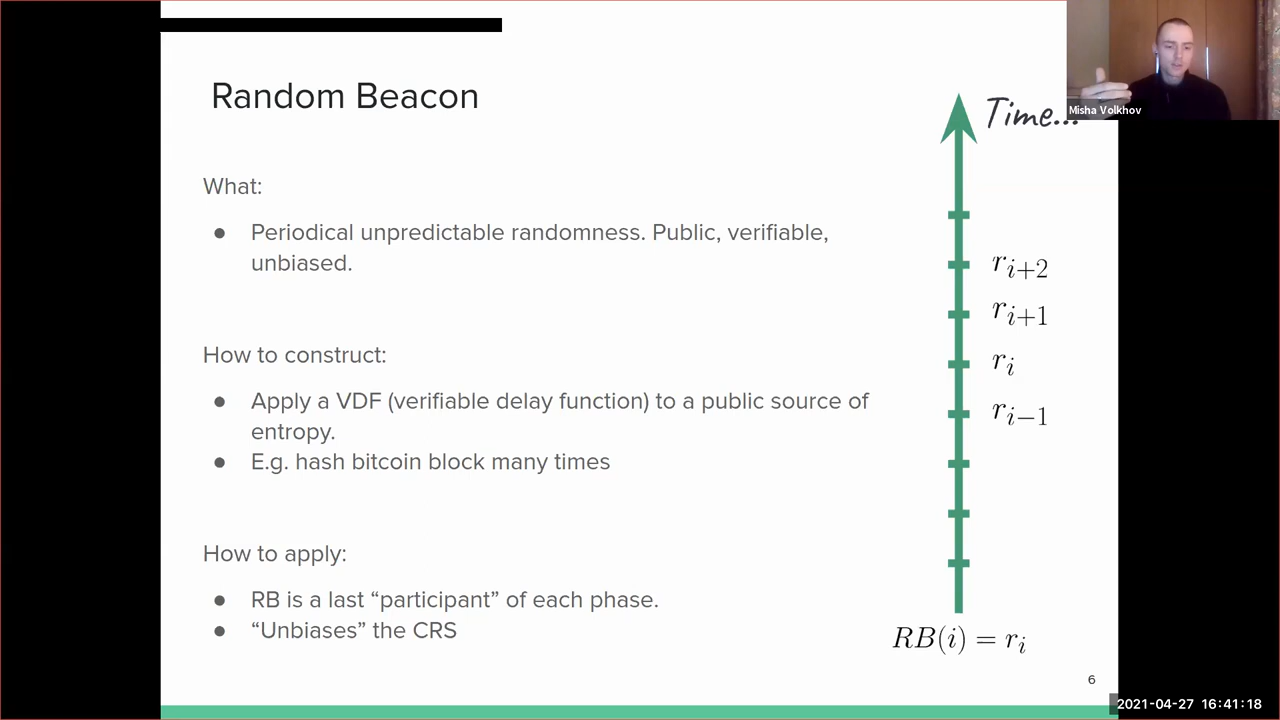 Random Beacon
Time...
Misha Volkhov
What:
● Periodical unpredictable randomness. Public, verifiable,
unbiased.
r_{i+2}
r_{i+1}
r_i
r_{i−1}
How to construct:
● Apply a VDF (verifiable delay function) to a public source of
entropy.
● E.g. hash bitcoin block many times
How to apply:
● RB is a last “participant” of each phase.
● “Unbiases” the CRS
RB(i) = r_i
6
2021-04-27 16:41:18